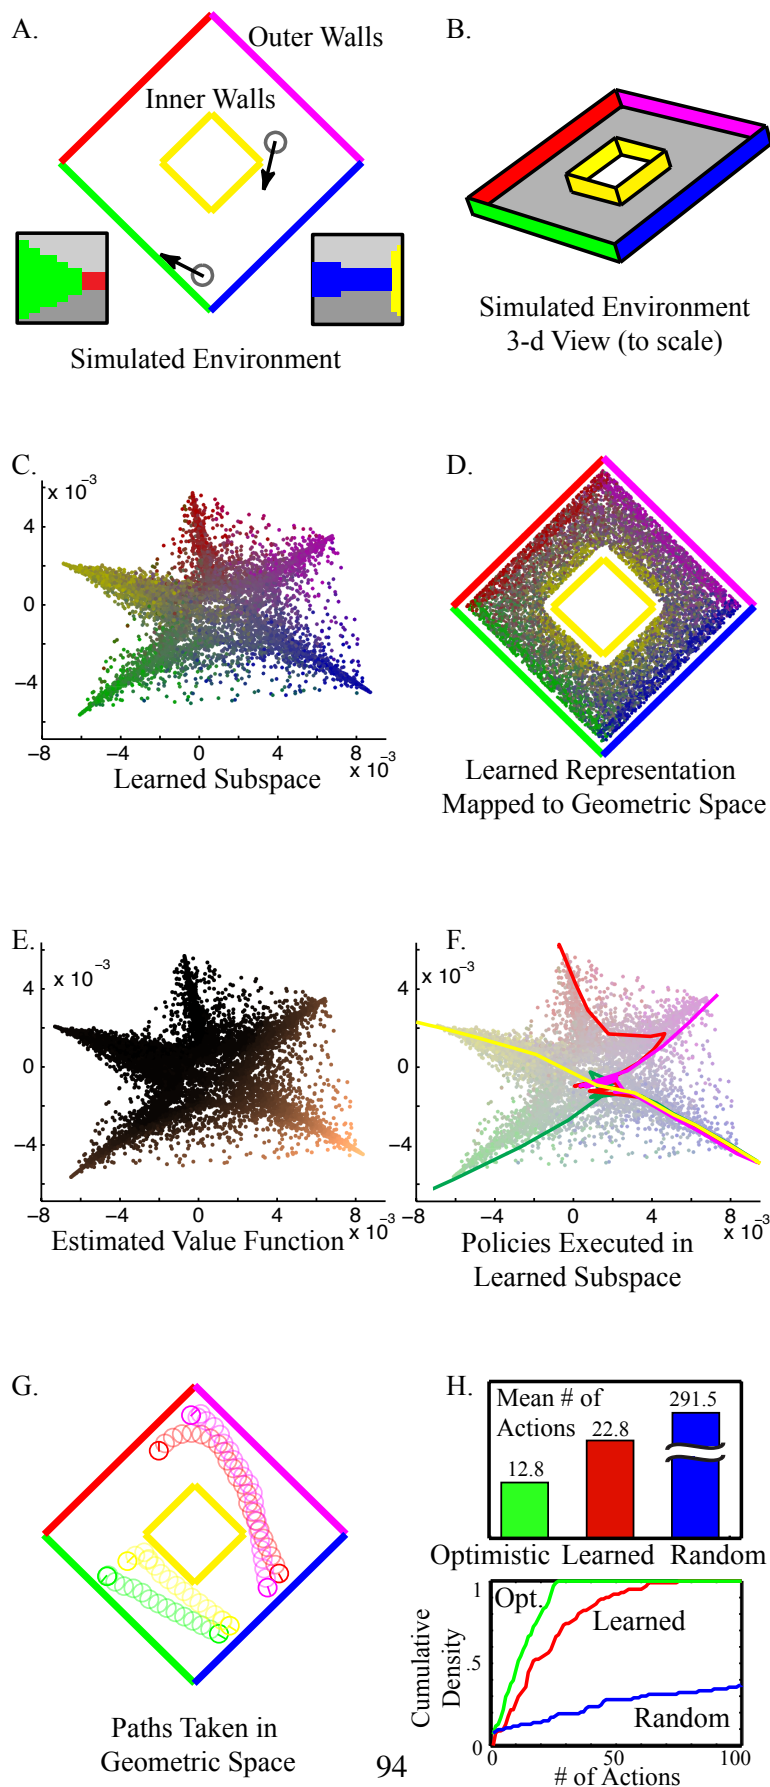 A.
Outer Walls
Inner Walls
Simulated Environment
B.
Simulated Environment
3-d View (to scale)
C.
x 10⁻³
4
0
−4
−8 −4 0 4 8
x 10⁻³
Learned Subspace
D.
Learned Representation
Mapped to Geometric Space
E.
x 10⁻³
4
0
−4
−8 −4 0 4 8
x 10⁻³
Estimated Value Function
F.
x 10⁻³
4
0
−4
−8 −4 0 4 8
x 10⁻³
Policies Executed in
Learned Subspace
G.
Paths Taken in
Geometric Space
H.
Mean # of
Actions
12.8
22.8
291.5
Optimistic Learned Random
1
.5
0
Cumulative
Density
Opt.
Learned
Random
0 50 100
# of Actions
94